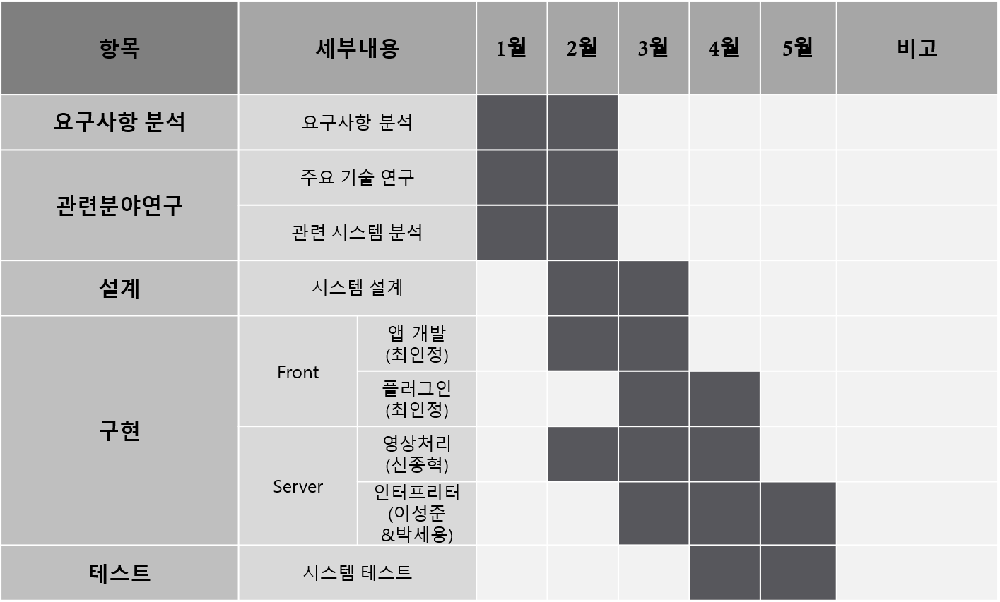 항목
세부내용
1월
2월
3월
4월
5월
비고
요구사항 분석
요구사항 분석
관련분야연구
주요 기술 연구
관련 시스템 분석
설계
시스템 설계
구현
Front
앱 개발
(최인정)
플러그인
(최인정)
Server
영상처리
(신종혁)
인터프리터
(이성준
&박세용)
테스트
시스템 테스트